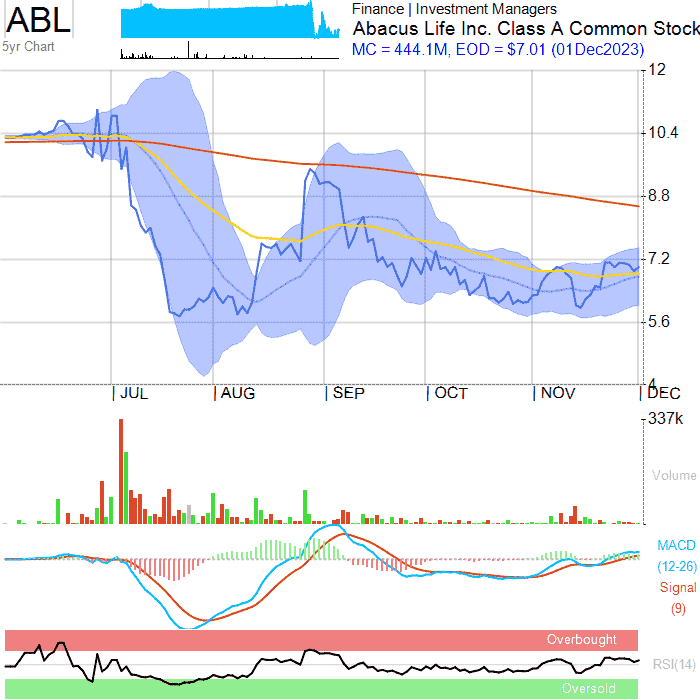 ABL
5yr Chart
Finance | Investment Managers
Abacus Life Inc. Class A Common Stock
MC = 444.1M, EOD = $7.01 (01Dec2023)
12
10.4
8.8
7.2
5.6
4
JUL
AUG
SEP
OCT
NOV
DEC
337k
Volume
MACD
(12-26)
Signal
(9)
Overbought
RSI(14)
Oversold